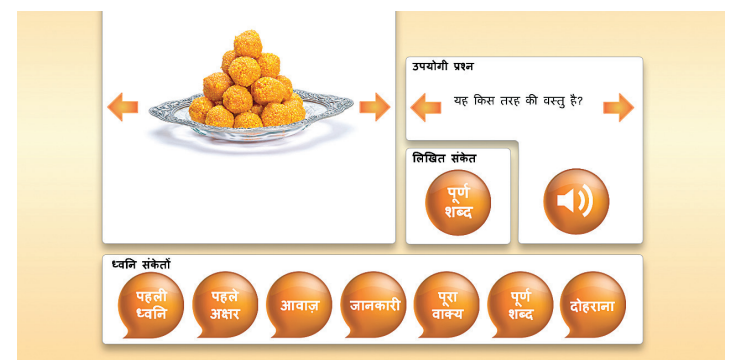 उपयोगी प्रश्न
यह किस तरह की वस्तु है?
लिखित संकेत
पूर्ण
शब्द
ध्वनि संकेतों
पहली
ध्वनि
पहले
अक्षर
आवाज़
जानकारी
पूरा
वाक्य
पूर्ण
शब्द
दोहराना